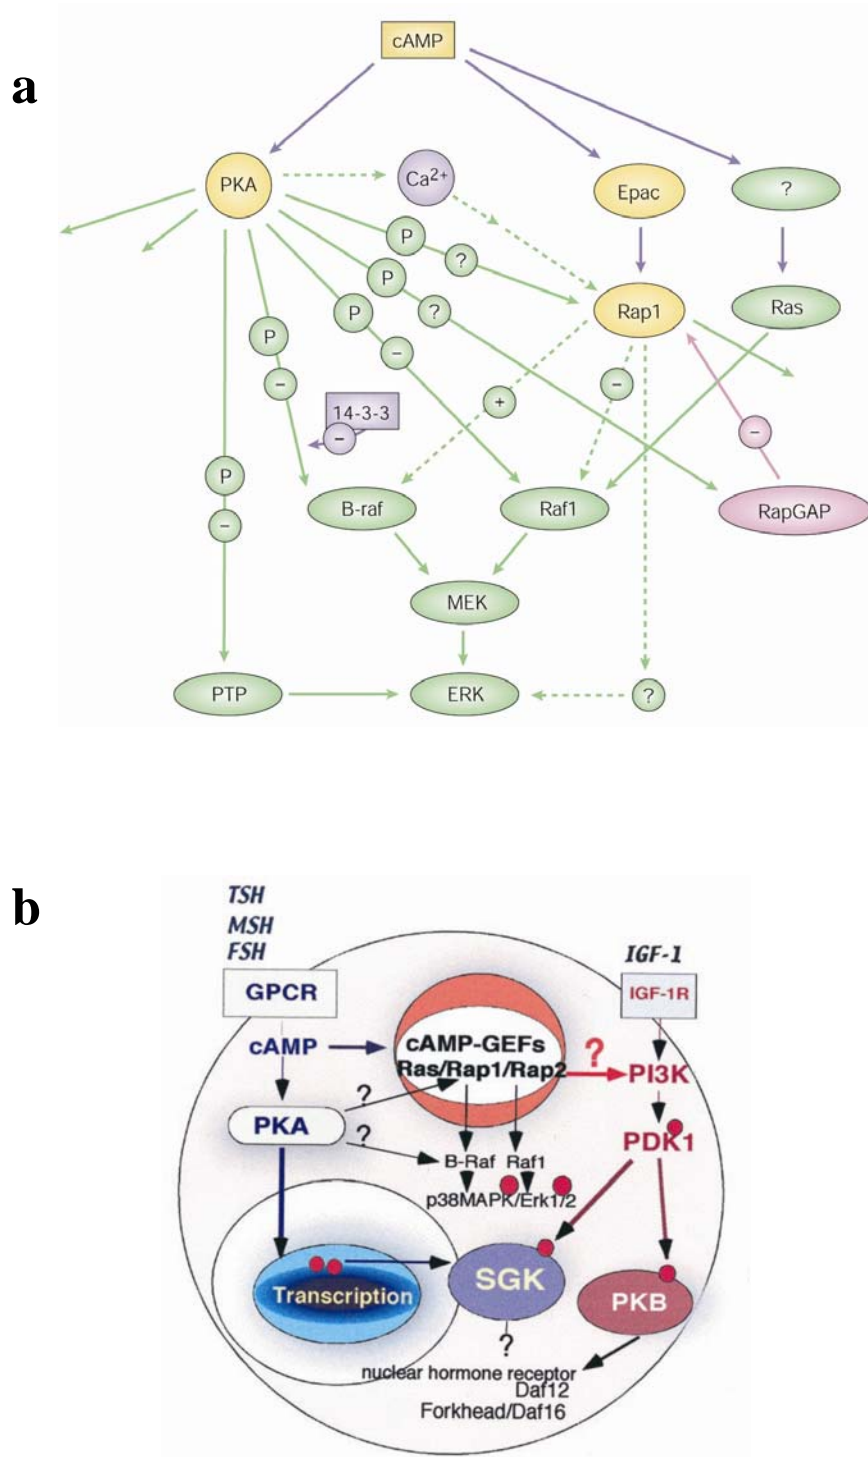 a
cAMP
PKA
Ca2+
Epac
?
P
?
P
?
Rap1
Ras
P
P
–
–
14-3-3
–
+
–
–
P
–
B-raf
Raf1
RapGAP
MEK
PTP
ERK
?
b
TSH
MSH
FSH
IGF-1
GPCR
IGF-1R
cAMP
cAMP-GEFs
?
Ras/Rap1/Rap2
PI3K
?
PKA
?
PDK1
B-Raf Raf1
p38MAPK/Erk1/2
SGK
Transcription
PKB
?
nuclear hormone receptor
Daf12
Forkhead/Daf16